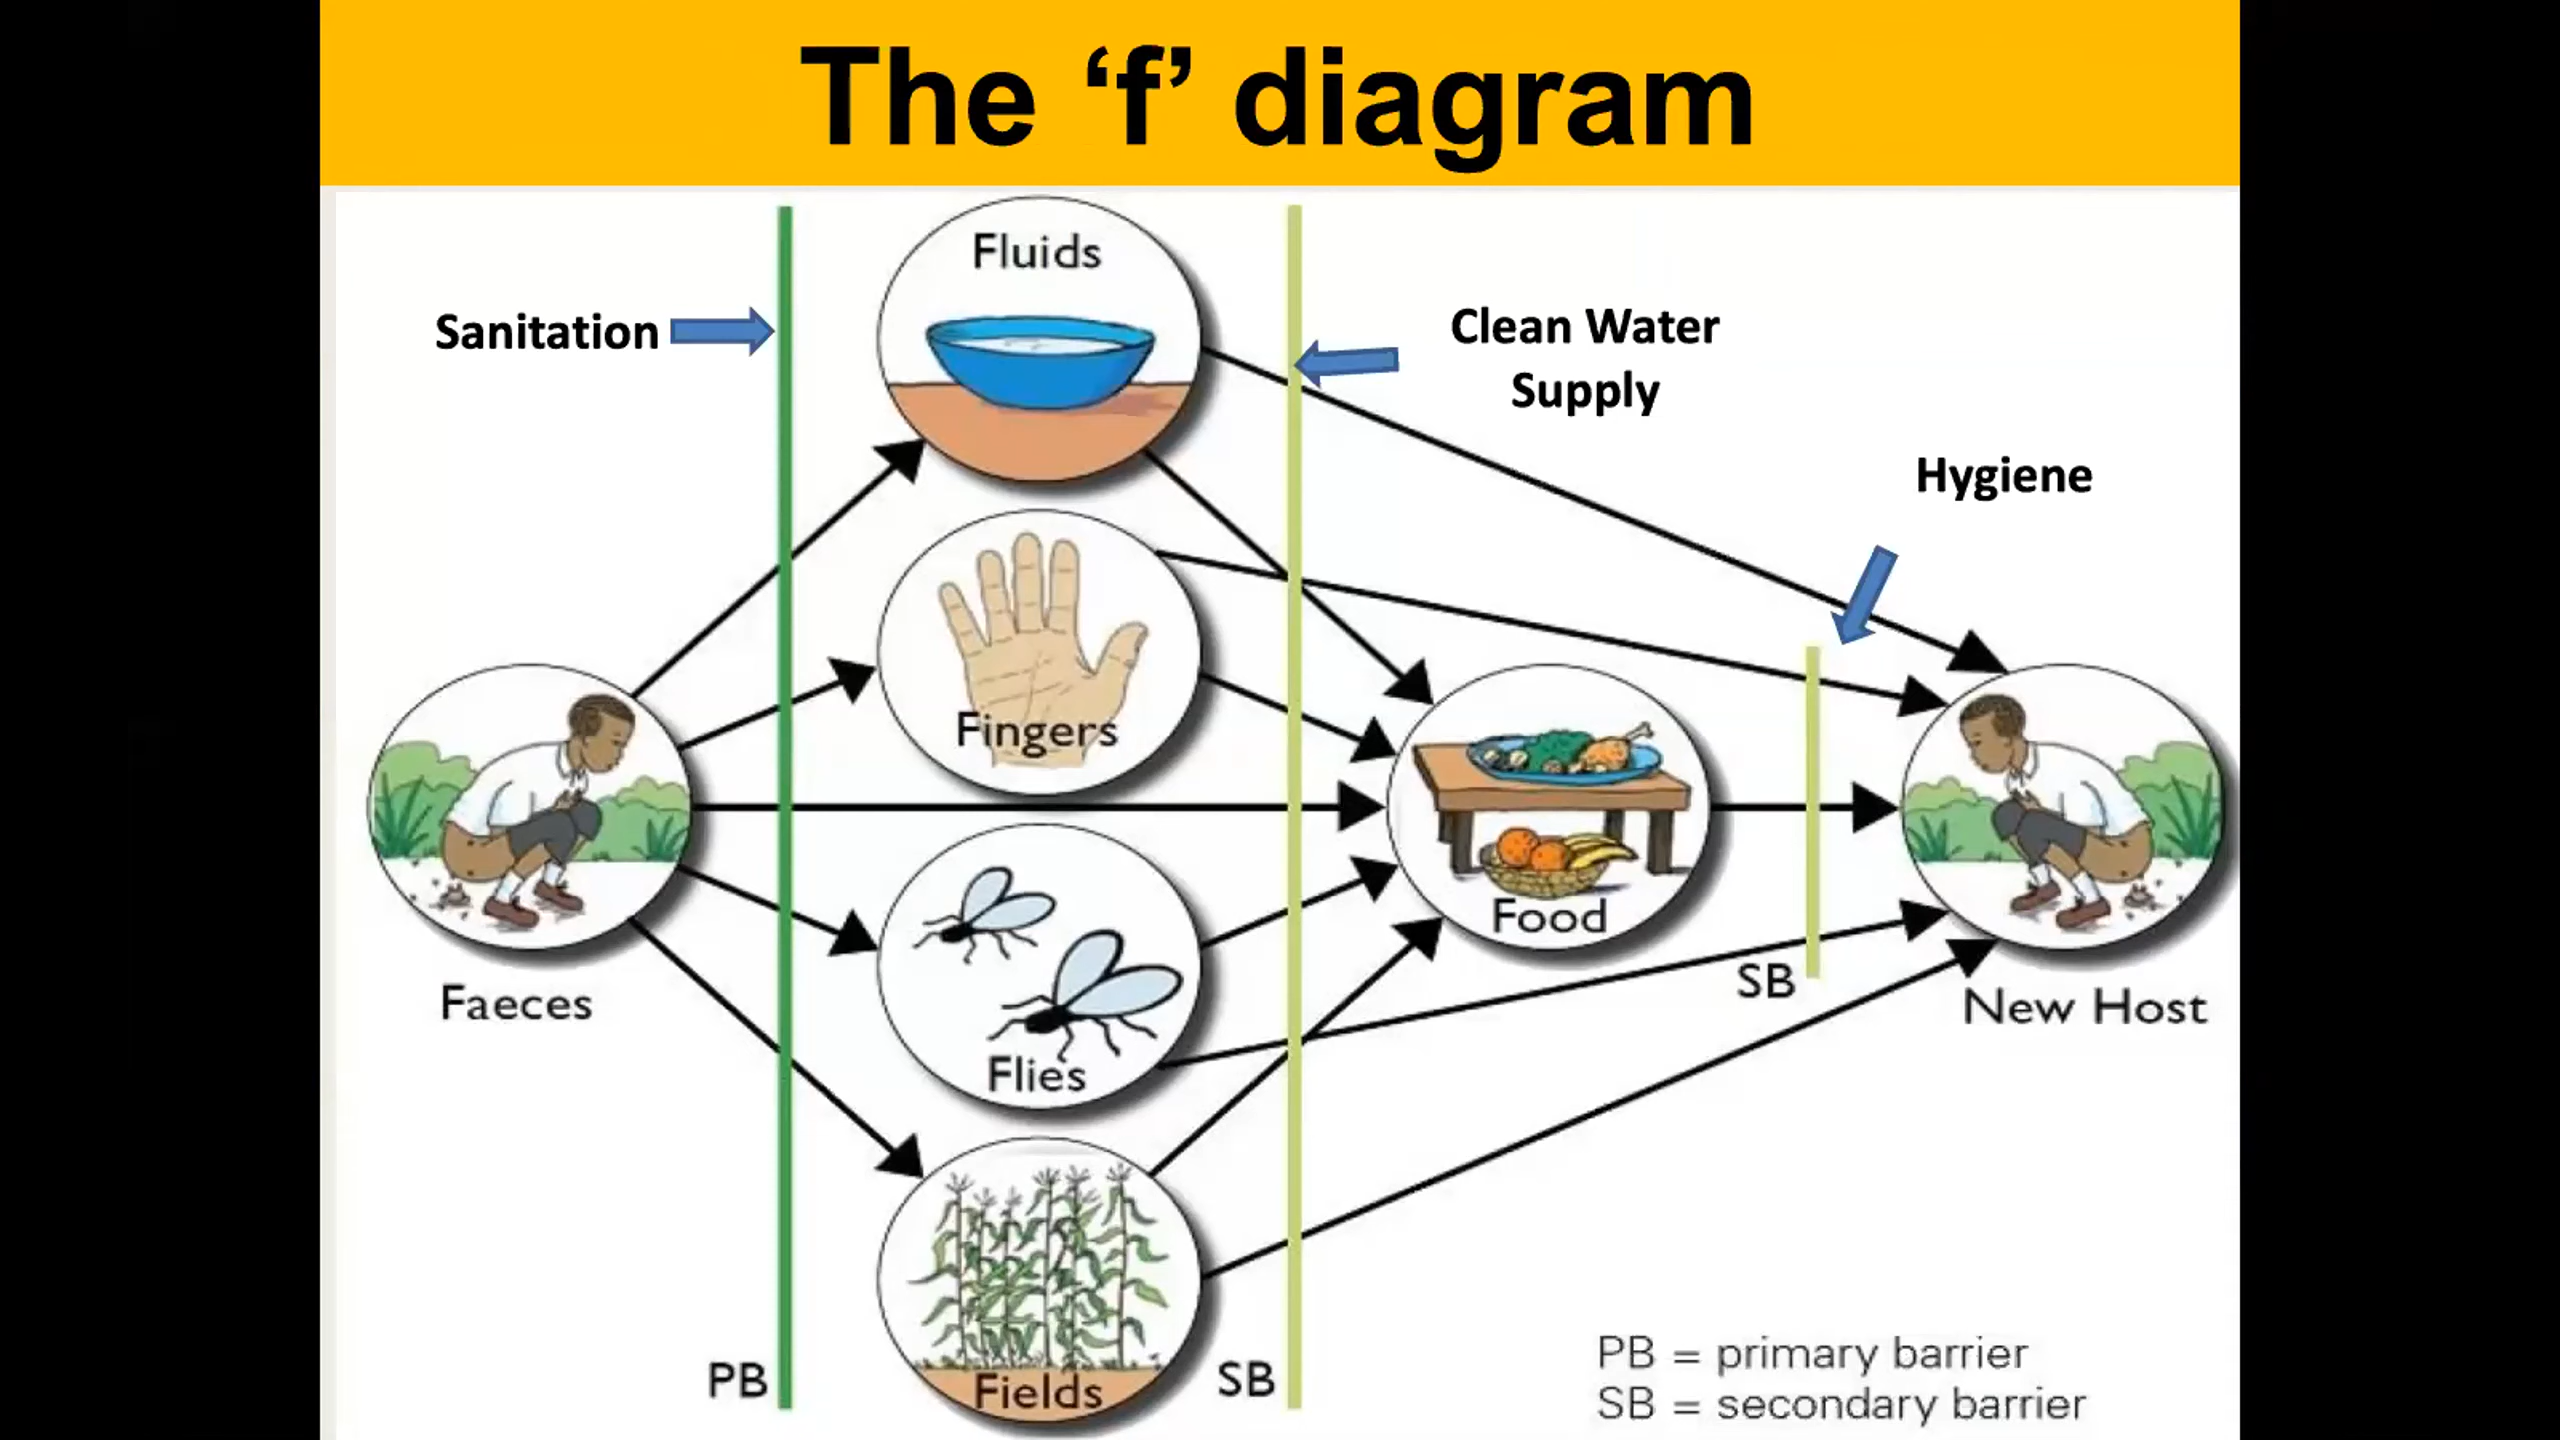 The ‘f’ diagram
Fluids
Sanitation
Clean Water
Supply
Hygiene
Fingers
Food
Faeces
SB
New Host
Flies
PB
SB
Fields
PB = primary barrier
SB = secondary barrier